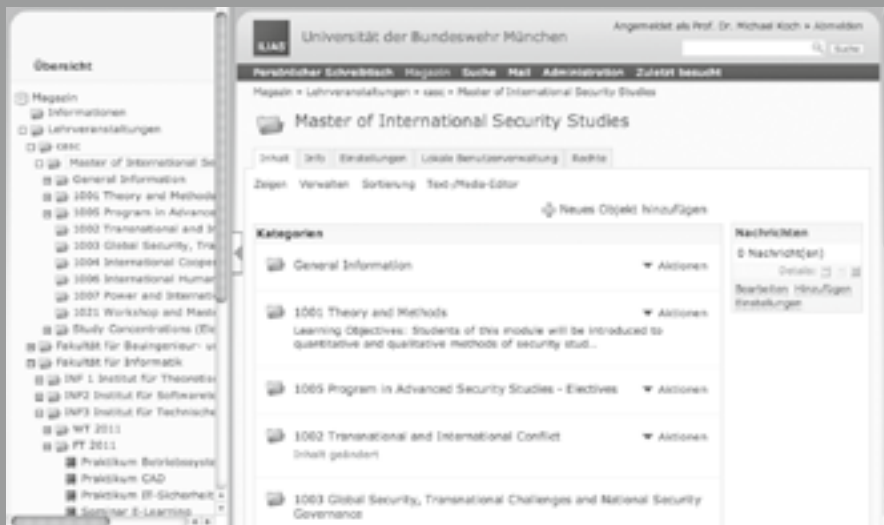 Übersicht
Magazin
Informationen
Lehrveranstaltungen
casc
Master of International Se
General Information
1001 Theory and Methods
1005 Program in Advance
1002 Transnational and I
1003 Global Security, Tra
1004 International Cooper
1006 International Human
1007 Power and Internati
1021 Workshop and Maste
Study Concentrations (Ele
Fakultät für Bauingenieur- u
Fakultät für Informatik
INF 1 Institut für Theoretis
INF2 Institut für Softwarete
INF3 Institut für Technische
WT 2011
FT 2011
Praktikum Betriebssyste
Praktikum CAD
Praktikum IT-Sicherheit
Seminar E-Learning
ILIAS
Universität der Bundeswehr München
Angemeldet als Prof. Dr. Michael Koch » Abmelden
Suche
Persönlicher Schreibtisch Magazin Suche Mail Administration Zuletzt besucht
Magazin » Lehrveranstaltungen » casc » Master of International Security Studies
Master of International Security Studies
Inhalt Info Einstellungen Lokale Benutzerverwaltung Rechte
Zeigen Verwalten Sortierung Text-/Media-Editor
Neues Objekt hinzufügen
Kategorien
General Information Aktionen
1001 Theory and Methods Aktionen
Learning Objectives: Students of this module will be introduced to
quantitative and qualitative methods of security stud...
1005 Program in Advanced Security Studies - Electives Aktionen
1002 Transnational and International Conflict Aktionen
Inhalt geändert
1003 Global Security, Transnational Challenges and National Security
Governance
Nachrichten
0 Nachricht(en)
Details:
Bearbeiten Hinzufügen
Einstellungen